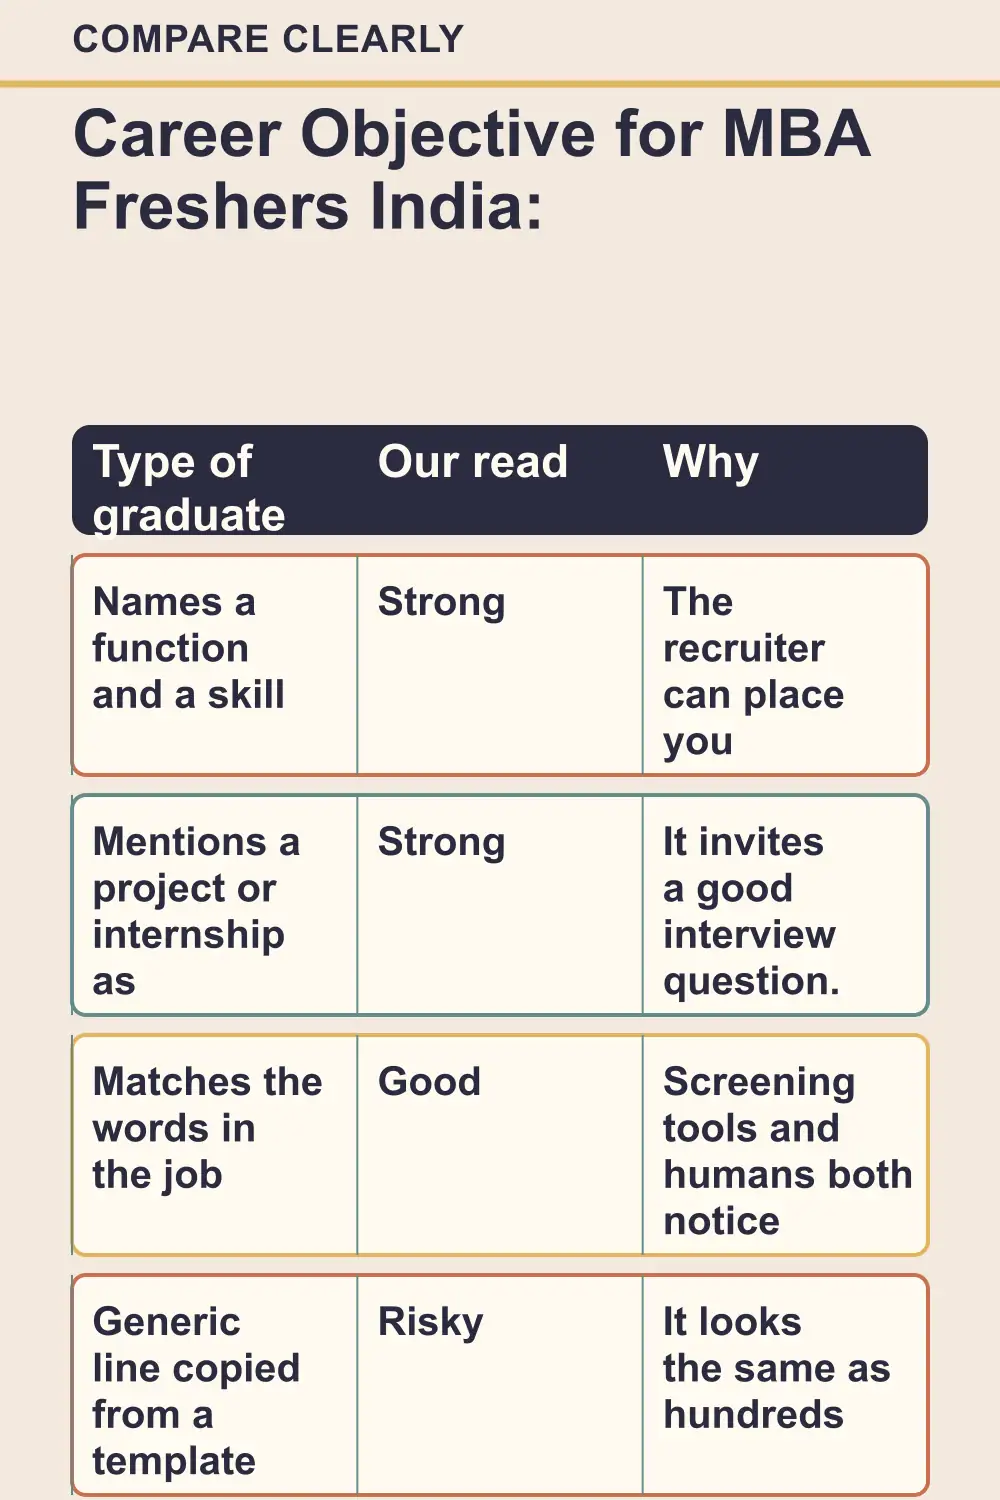 COMPARE CLEARLY
Career Objective for MBA
Freshers India:
Type of
graduate
Our read
Why
Names a
function
and a skill
Strong
The
recruiter
can place
you
Mentions a
project or
internship
as
Strong
It invites
a good
interview
question.
Matches the
words in
the job
Good
Screening
tools and
humans both
notice
Generic
line copied
from a
template
Risky
It looks
the same as
hundreds